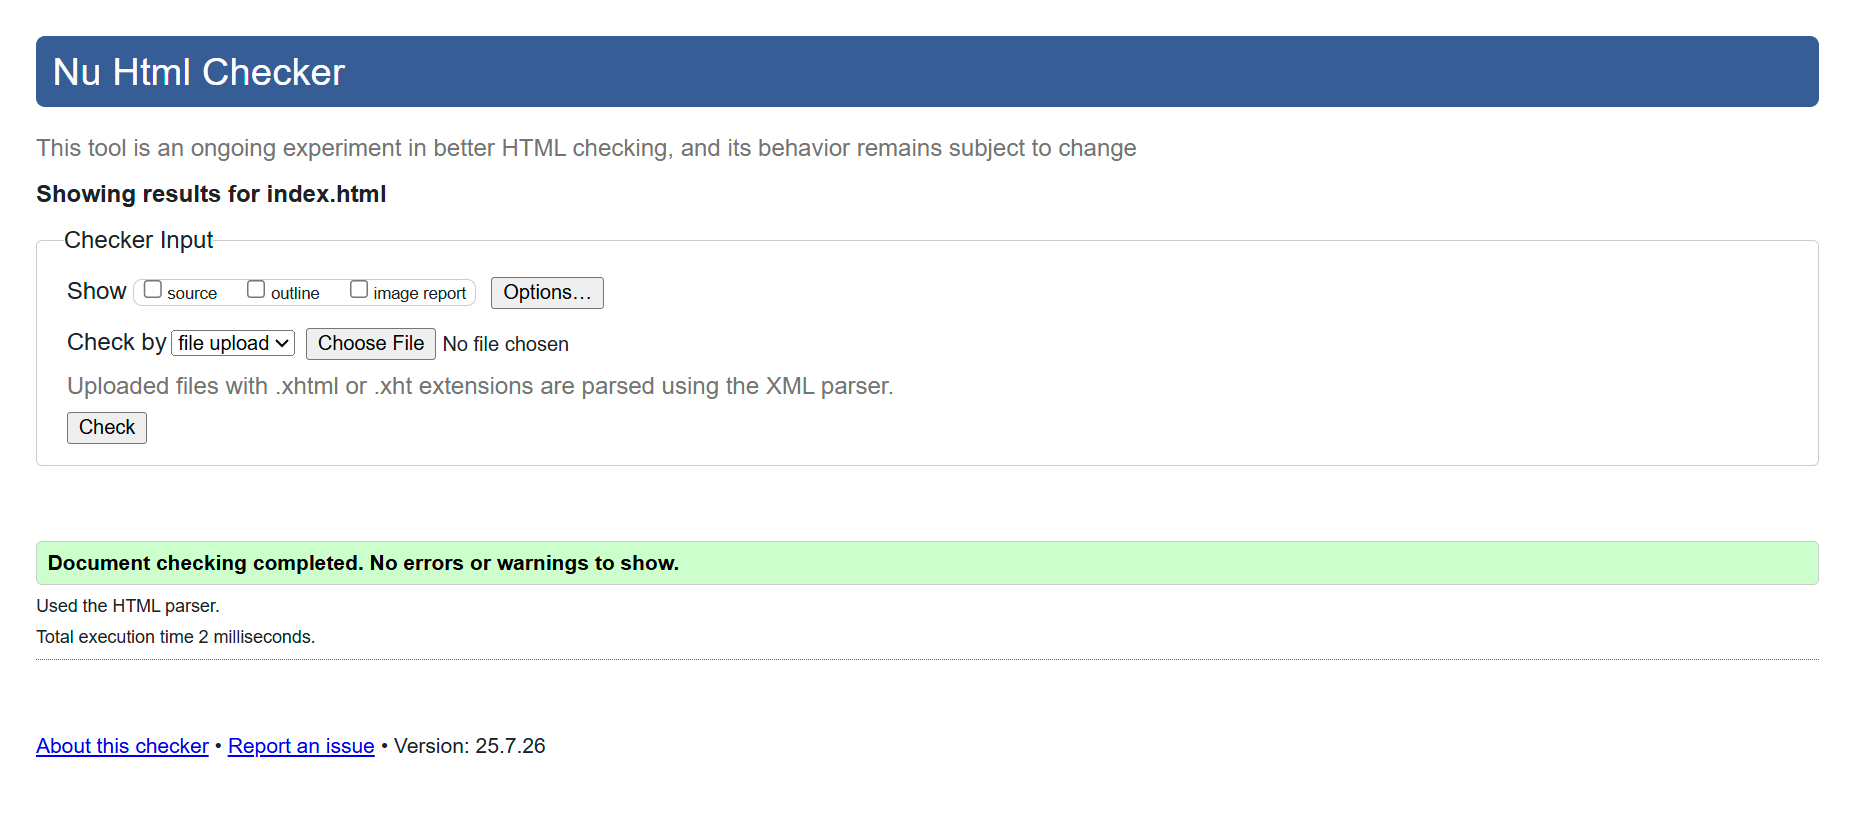 Nu Html Checker
This tool is an ongoing experiment in better HTML checking, and its behavior remains subject to change
Showing results for index.html
Checker Input
Show source outline image report Options…
Check by file upload Choose File No file chosen
Uploaded files with .xhtml or .xht extensions are parsed using the XML parser.
Check
Document checking completed. No errors or warnings to show.
Used the HTML parser.
Total execution time 2 milliseconds.
About this checker • Report an issue • Version: 25.7.26